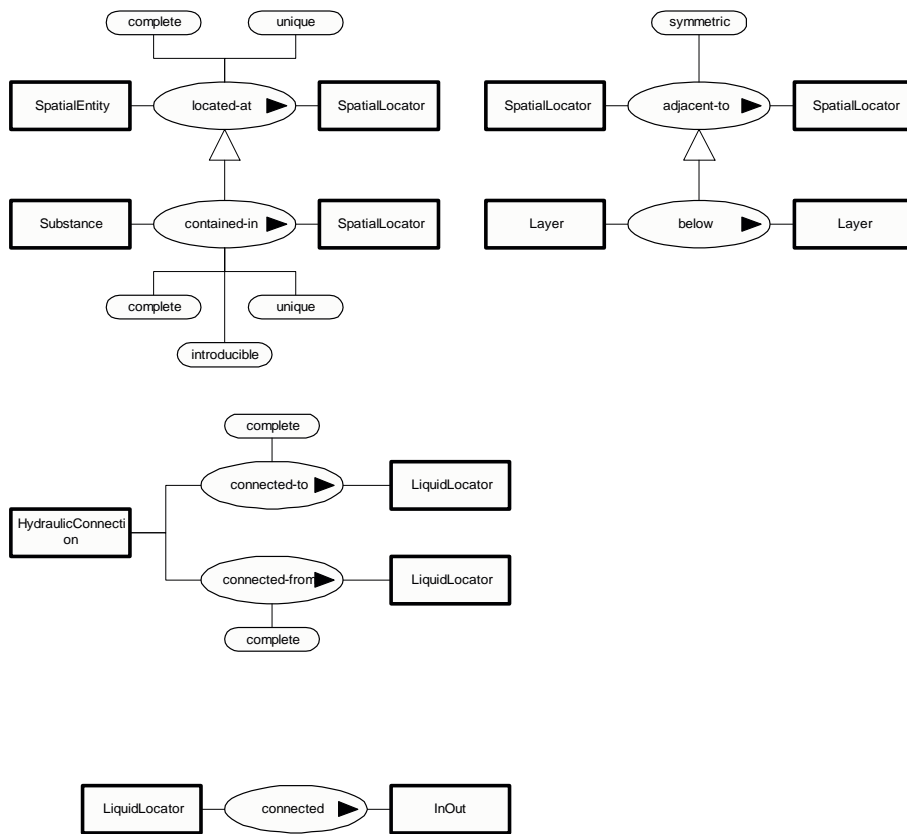 complete
unique
symmetric
SpatialEntity
located-at
SpatialLocator
SpatialLocator
adjacent-to
SpatialLocator
Substance
contained-in
SpatialLocator
Layer
below
Layer
complete
unique
introducible
complete
connected-to
LiquidLocator
HydraulicConnecti
on
connected-from
LiquidLocator
complete
LiquidLocator
connected
InOut